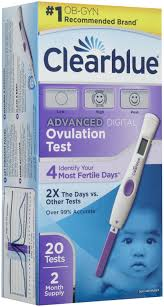 #1 OB-GYN
Recommended Brand
Clearblue
ADVANCED DIGITAL
Ovulation
Test
4 Identify Your
Most Fertile Days
2X The Days vs.
Other Tests
Over 99% Accurate
20
TESTS
2
Month
Supply